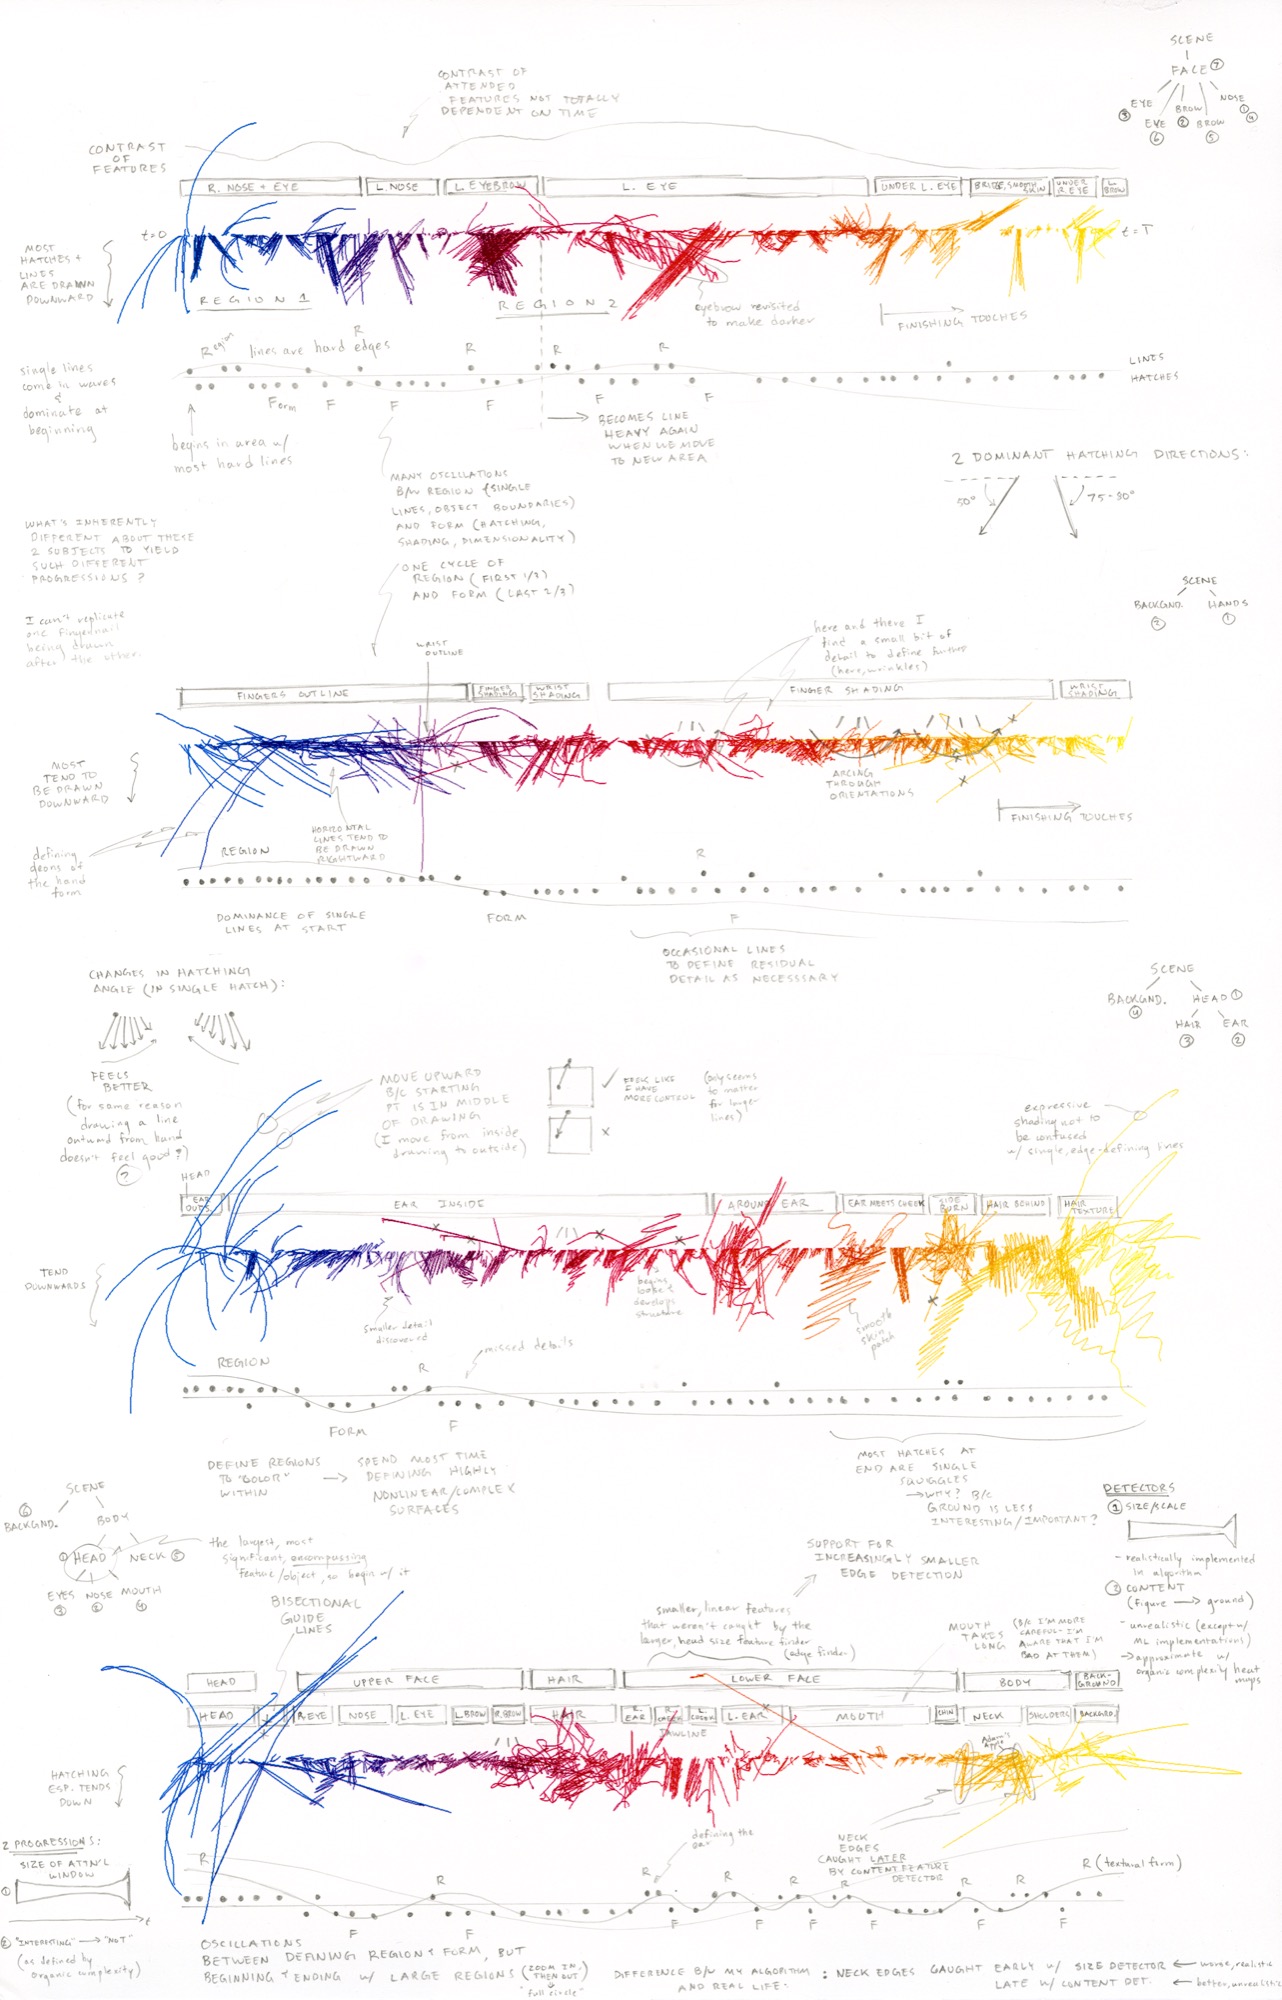 SCENE
FACE 7
EYE 3
EYE 6
BROW 2
BROW 5
NOSE 1 4
CONTRAST OF
ATTENDED
FEATURES NOT TOTALLY
DEPENDENT ON TIME
CONTRAST
OF
FEATURES
R. NOSE + EYE
L. NOSE
L. EYEBROW
L. EYE
UNDER L. EYE
BRIDGE, SMOOTH SKIN
UNDER R. EYE
L. BROW
t=0
t=T
MOST
HATCHES +
LINES
ARE DRAWN
DOWNWARD
REGION 1
REGION 2
eyebrow revisited
to make darker
FINISHING TOUCHES
Region
lines are hard edges
R
R
R
R
LINES
HATCHES
single lines
come in waves
&
dominate at
beginning
Form
F
F
F
F
F
begins in area w/
most hard lines
BECOMES LINE
HEAVY AGAIN
WHEN WE MOVE
TO NEW AREA
2 DOMINANT HATCHING DIRECTIONS:
50°
75-80°
MANY OSCILLATIONS
B/W REGION (SINGLE
LINES, OBJECT BOUNDARIES)
AND FORM (HATCHING,
SHADING, DIMENSIONALITY)
WHAT'S INHERENTLY
DIFFERENT ABOUT THESE
2 SUBJECTS TO YIELD
SUCH DIFFERENT
PROGRESSIONS?
ONE CYCLE OF
REGION (FIRST 1/3)
AND FORM (LAST 2/3)
SCENE
BACKGND. 2
HANDS 1
I can't replicate
one fingernail
being drawn
after the other.
WRIST
OUTLINE
here and there I
find a small bit of
detail to define further
(here, wrinkles)
FINGERS OUTLINE
FINGER SHADING
WRIST SHADING
FINGER SHADING
WRIST SHADING
MOST
TEND TO
BE DRAWN
DOWNWARD
ARCING
THROUGH
ORIENTATIONS
FINISHING TOUCHES
HORIZONTAL
LINES TEND TO
BE DRAWN
RIGHTWARD
defining
geons of
the hand
form
REGION
R
DOMINANCE OF SINGLE
LINES AT START
FORM
F
OCCASIONAL LINES
TO DEFINE RESIDUAL
DETAIL AS NECESSSARY
CHANGES IN HATCHING
ANGLE (IN SINGLE HATCH):
SCENE
BACKGND. 4
HEAD 1
HAIR 3
EAR 2
FEELS
BETTER
(for some reason
drawing a line
outward from hand
doesn't feel good?)
?
MOVE UPWARD
B/C STARTING
PT IS IN MIDDLE
OF DRAWING
(I move from inside
drawing to outside)
FEEL LIKE
I HAVE
MORE CONTROL
(only seems
to matter
for larger
lines)
expressive
shading not to
be confused
w/ single, edge-defining lines
HEAD
EAR OUTS.
EAR INSIDE
AROUND EAR
EAR MEETS CHEEK
SIDE BURN
HAIR BEHIND
HAIR TEXTURE
TEND
DOWNWARDS
smaller detail
discovered
begins
to
develop
structure
smooth
skin
patch
REGION
R
missed details
FORM
F
DEFINE REGIONS
TO "COLOR"
WITHIN
SPEND MOST TIME
DEFINING HIGHLY
NONLINEAR/COMPLEX
SURFACES
MOST HATCHES AT
END ARE SINGLE
SQUIGGLES
→WHY? B/C
GROUND IS LESS
INTERESTING/IMPORTANT?
SCENE
BACKGND. 6
BODY
HEAD 1
NECK 5
EYES 3
NOSE 2
MOUTH 4
the largest, most
significant, encompassing
feature/object, so begin w/ it
DETECTORS
1 SIZE/SCALE
- realistically implemented
in algorithm
2 CONTENT
(figure → ground)
- unrealistic (except w/
ML implementations)
→approximate w/
organic complexity heat
maps
SUPPORT FOR
INCREASINGLY SMALLER
EDGE DETECTION
BISECTIONAL
GUIDE
LINES
smaller, linear features
that weren't caught by the
larger, head size feature finder
(edge finder)
MOUTH
TAKES
LONG
(B/C I'M MORE
CAREFUL - I'M
AWARE THAT I'M
BAD AT THEM)
HEAD
UPPER FACE
HAIR
LOWER FACE
BODY
BACKGROUND
HEAD
R. EYE
NOSE
L. EYE
L. BROW
R. BROW
HAIR
R. EAR
R. CHEEK
L. CHEEK
L. EAR
MOUTH
CHIN
NECK
SHOULDERS
BACKGRD.
JAWLINE
Adam's
Apple
HATCHING
ESP. TENDS
DOWN
defining the
ear
NECK
EDGES
CAUGHT LATER
BY CONTENT FEATURE
DETECTOR
2 PROGRESSIONS:
SIZE OF ATTN'L
WINDOW
1
t
2 "INTERESTING" → "NOT"
(as defined by
organic complexity)
R
R
R
R
R
R
R
R
R (textural form)
F
F
F
F
F
F
OSCILLATIONS
BETWEEN DEFINING REGION & FORM, BUT
BEGINNING + ENDING W/ LARGE REGIONS (ZOOM IN,
THEN OUT
"full circle"
DIFFERENCE B/W MY ALGORITHM
AND REAL LIFE:
NECK EDGES CAUGHT EARLY W/ SIZE DETECTOR ← worse, realistic
LATE W/ CONTENT DET. ← better, unrealistic